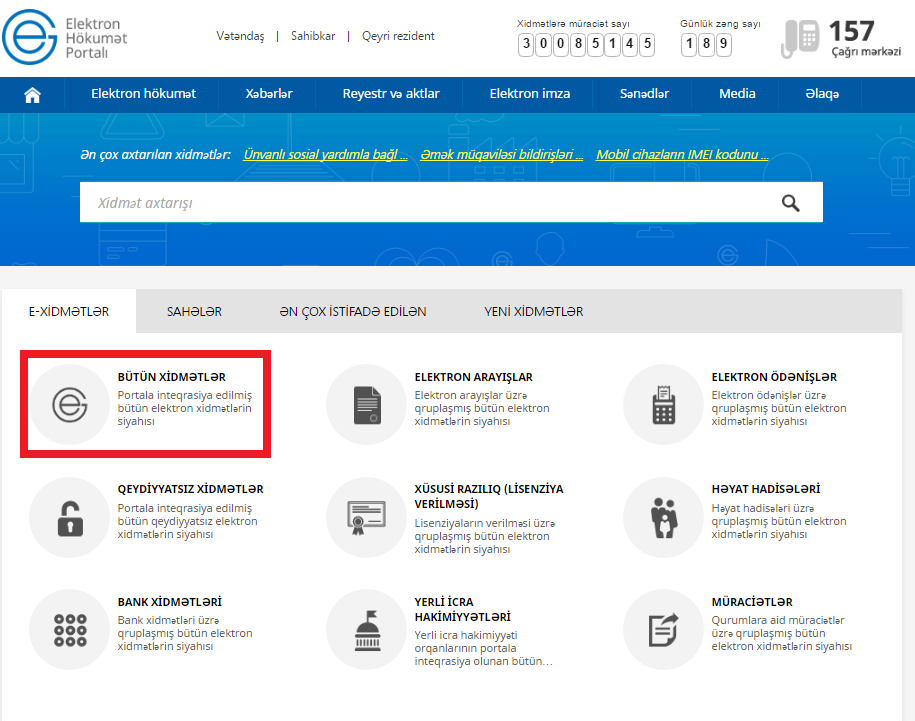 Elektron
Hökumət
Portalı
Vətəndaş | Sahibkar | Qeyri rezident
Xidmətlərə müraciət sayı
3 0 0 8 5 1 4 5
Günlük zəng sayı
1 8 9
157
Çağrı mərkəzi
Elektron hökumət Xəbərlər Reyestr və aktlar Elektron imza Sənədlər Media Əlaqə
Ən çox axtarılan xidmətlər: Ünvanlı sosial yardımla bağl ... Əmək müqaviləsi bildirişləri ... Mobil cihazların IMEI kodunu ...
Xidmət axtarışı
E-XİDMƏTLƏR SAHƏLƏR ƏN ÇOX İSTİFADƏ EDİLƏN YENİ XİDMƏTLƏR
BÜTÜN XİDMƏTLƏR
Portala inteqrasiya edilmiş
bütün elektron xidmətlərin
siyahısı
ELEKTRON ARAYIŞLAR
Elektron arayışlar üzrə
qruplaşmış bütün elektron
xidmətlərin siyahısı
ELEKTRON ÖDƏNİŞLƏR
Elektron ödənişlər üzrə
qruplaşmış bütün elektron
xidmətlərin siyahısı
QEYDİYYATSIZ XİDMƏTLƏR
Portala inteqrasiya edilmiş
bütün qeydiyyatsız elektron
xidmətlərin siyahısı
XÜSUSİ RAZILIQ (LİSENZİYA
VERİLMƏSİ)
Lisenziyaların verilməsi üzrə
qruplaşmış bütün elektron
xidmətlərin siyahısı
HƏYAT HADİSƏLƏRİ
Həyat hadisələri üzrə
qruplaşmış bütün elektron
xidmətlərin siyahısı
BANK XİDMƏTLƏRİ
Bank xidmətləri üzrə
qruplaşmış bütün elektron
xidmətlərin siyahısı
YERLİ İCRA
HAKİMİYYƏTLƏRİ
Yerli icra hakimiyyəti
orqanlarının portala
inteqrasiya olunan bütün...
MÜRACİƏTLƏR
Qurumlara aid müraciətlər
üzrə qruplaşmış bütün
elektron xidmətlərin siyahısı